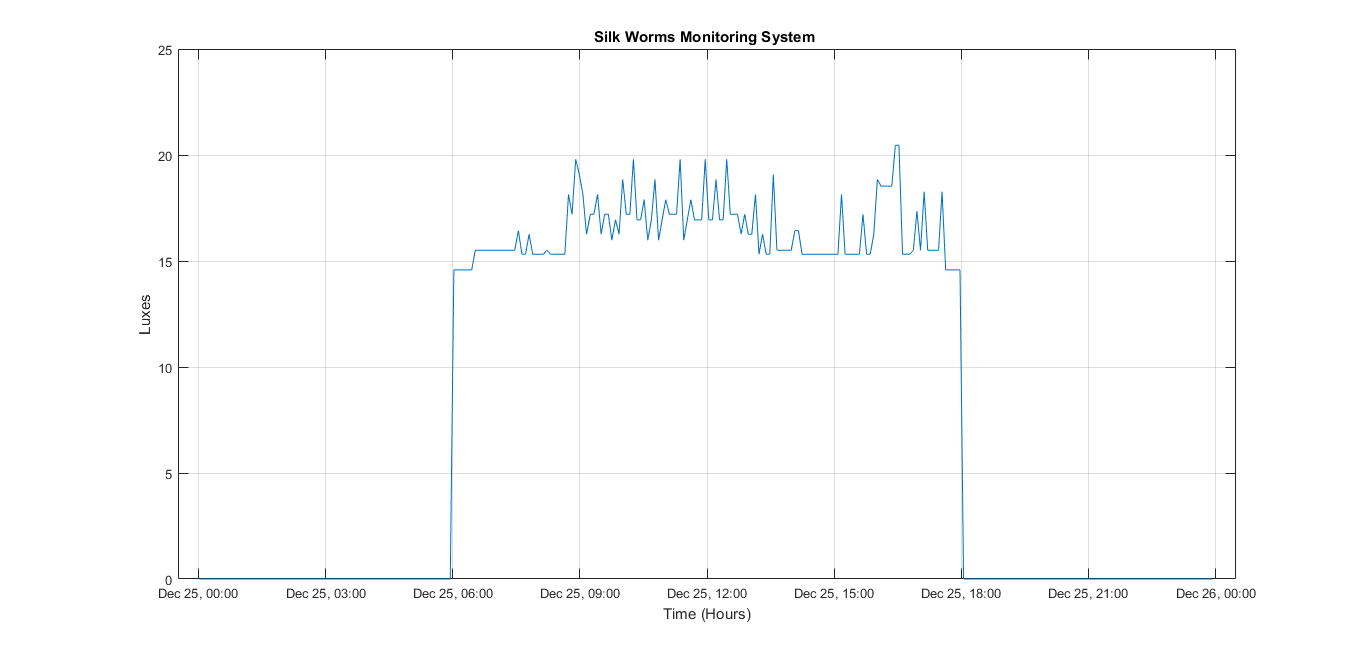 Silk Worms Monitoring System
25
20
15
10
5
0
Luxes
Dec 25, 00:00 Dec 25, 03:00 Dec 25, 06:00 Dec 25, 09:00 Dec 25, 12:00 Dec 25, 15:00 Dec 25, 18:00 Dec 25, 21:00 Dec 26, 00:00
Time (Hours)